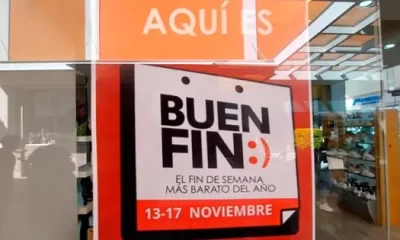 AQUÍ ES
BUEN
FIN:)
EL FIN DE SEMANA
MÁS BARATO DEL AÑO
13-17 NOVIEMBRE